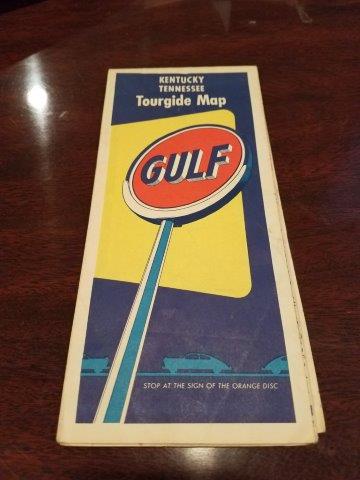 KENTUCKY
TENNESSEE
Tourgide Map
GULF
STOP AT THE SIGN OF THE ORANGE DISC